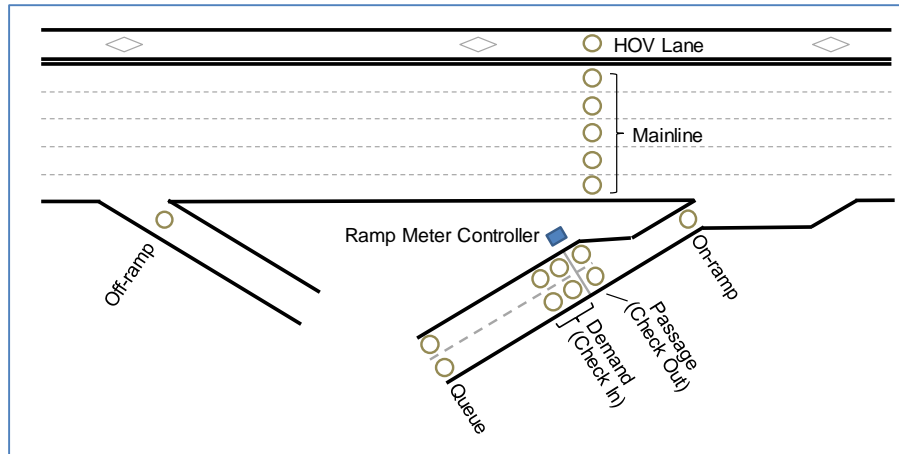 HOV Lane
Mainline
Ramp Meter Controller
Off-ramp
On-ramp
Passage
(Check Out)
Demand
(Check In)
Queue